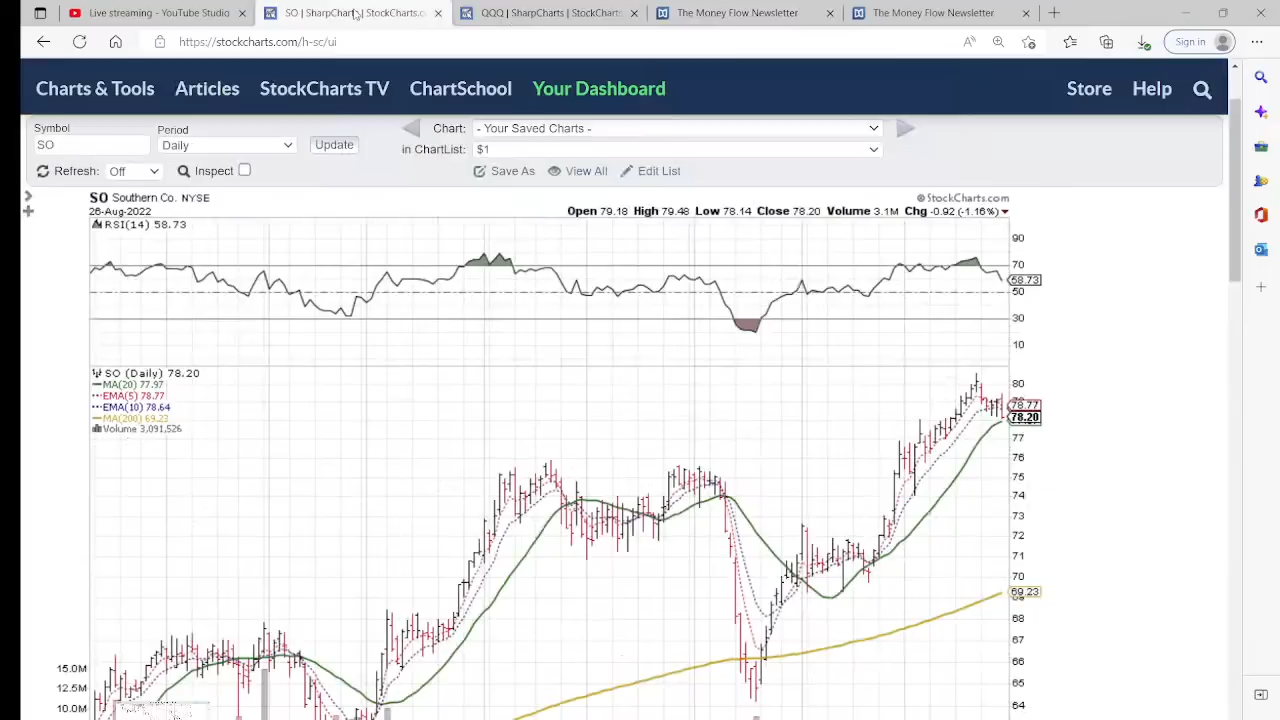 Live streaming - YouTube Studio
SO | SharpCharts | StockCharts.c
QQQ | SharpCharts | StockCharts.
The Money Flow Newsletter
The Money Flow Newsletter
https://stockcharts.com/h-sc/ui
Sign in
Charts & Tools Articles StockCharts TV ChartSchool Your Dashboard Store Help
Symbol
SO
Period
Daily
Update
Chart: - Your Saved Charts -
in ChartList: $1
Refresh: Off
Inspect
Save As View All Edit List
SO Southern Co. NYSE
© StockCharts.com
26-Aug-2022
Open 79.18 High 79.48 Low 78.14 Close 78.20 Volume 3.1M Chg -0.92 (-1.16%)
RSI(14) 58.73
90
70
58.73
50
30
10
SO (Daily) 78.20
MA(20) 77.97
EMA(5) 78.77
EMA(10) 78.64
MA(200) 69.23
Volume 3,091,526
80
78.77
78.20
77
76
75
74
73
72
71
70
69.23
68
67
66
65
64
15.0M
12.5M
10.0M